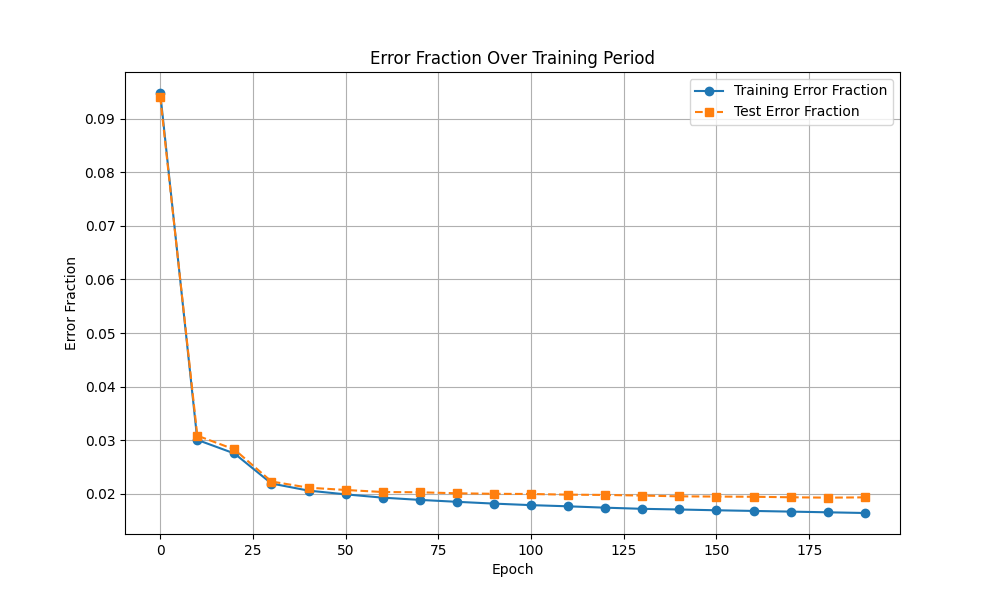 Error Fraction Over Training Period
Training Error Fraction
Test Error Fraction
Error Fraction
0.09
0.08
0.07
0.06
0.05
0.04
0.03
0.02
0 25 50 75 100 125 150 175
Epoch